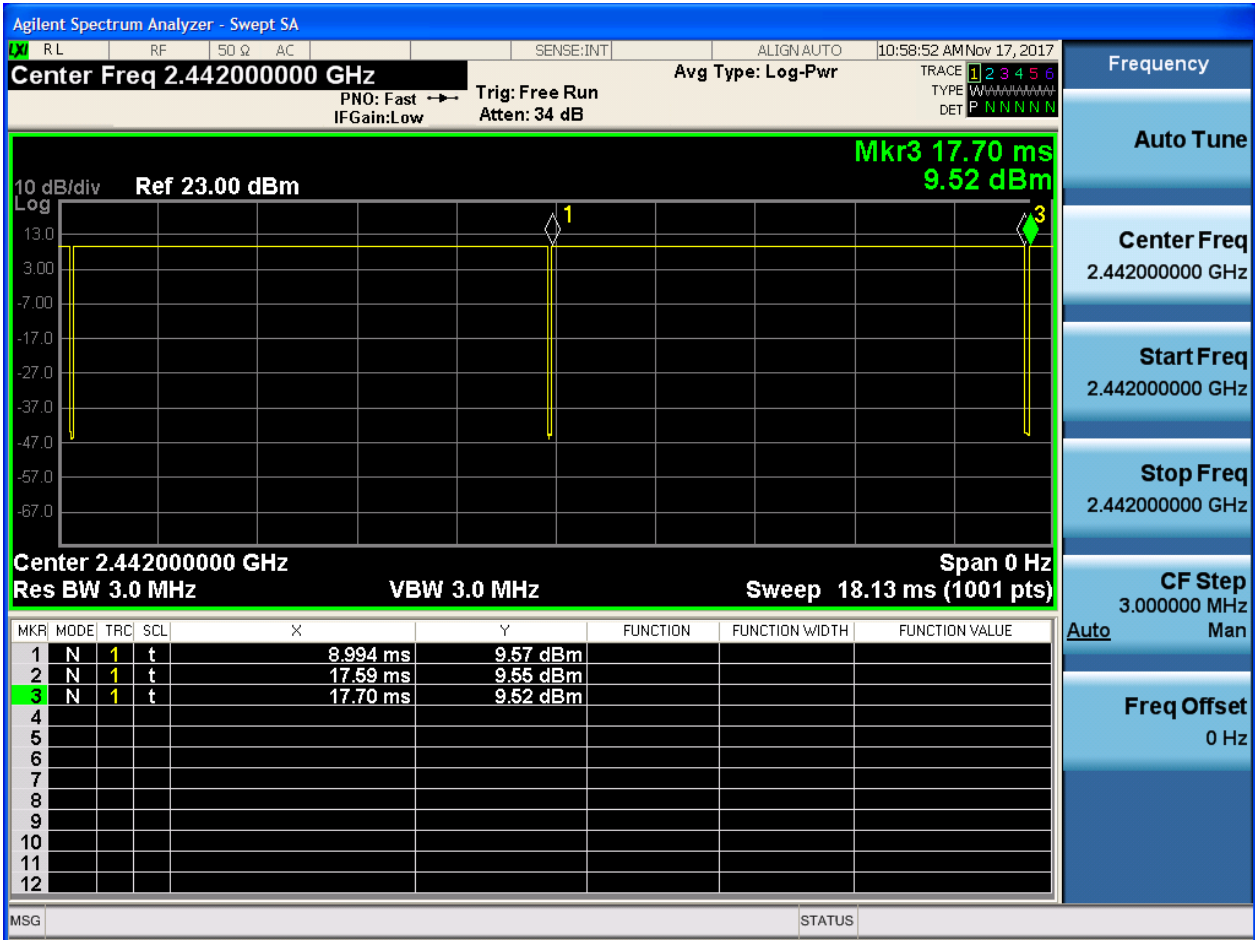 Agilent Spectrum Analyzer - Swept SA
LXI RL RF 50 Ω AC SENSE:INT ALIGN AUTO 10:58:52 AM Nov 17, 2017
Center Freq 2.442000000 GHz
PNO: Fast
IFGain:Low
Trig: Free Run
Atten: 34 dB
Avg Type: Log-Pwr
TRACE 1 2 3 4 5 6
TYPE WWWWWW
DET P N N N N N
Mkr3 17.70 ms
9.52 dBm
10 dB/div Ref 23.00 dBm
Log
1
3
13.0
3.00
-7.00
-17.0
-27.0
-37.0
-47.0
-57.0
-67.0
Center 2.442000000 GHz Span 0 Hz
Res BW 3.0 MHz VBW 3.0 MHz Sweep 18.13 ms (1001 pts)
MKR MODE TRC SCL X Y FUNCTION FUNCTION WIDTH FUNCTION VALUE
1 N 1 t 8.994 ms 9.57 dBm
2 N 1 t 17.59 ms 9.55 dBm
3 N 1 t 17.70 ms 9.52 dBm
4
5
6
7
8
9
10
11
12
MSG STATUS
Frequency
Auto Tune
Center Freq
2.442000000 GHz
Start Freq
2.442000000 GHz
Stop Freq
2.442000000 GHz
CF Step
3.000000 MHz
Auto Man
Freq Offset
0 Hz